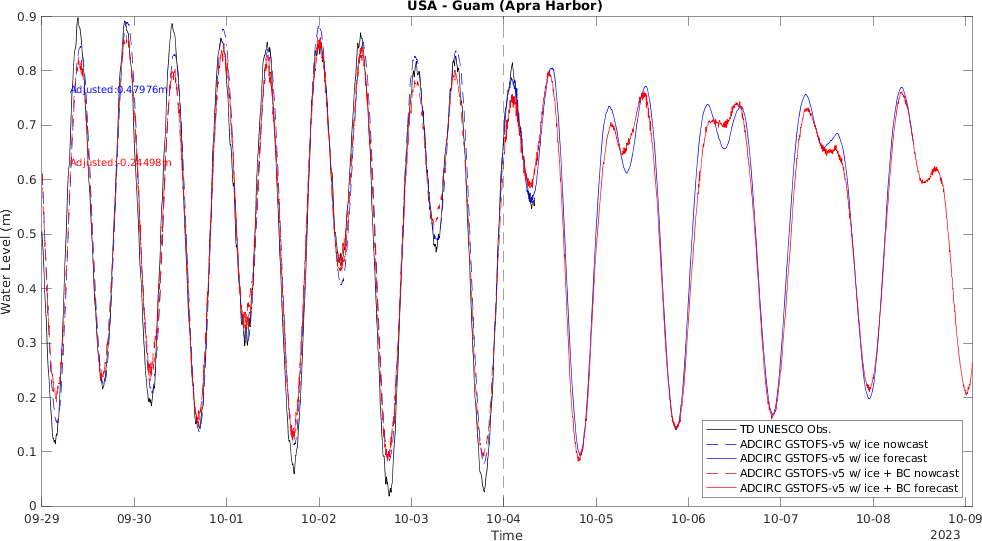 USA - Guam (Apra Harbor)
0.9
0.8
0.7
0.6
0.5
0.4
0.3
0.2
0.1
0
Water Level (m)
Adjusted:0.47976m
Adjusted:-0.24498m
TD UNESCO Obs.
ADCIRC GSTOFS-v5 w/ ice nowcast
ADCIRC GSTOFS-v5 w/ ice forecast
ADCIRC GSTOFS-v5 w/ ice + BC nowcast
ADCIRC GSTOFS-v5 w/ ice + BC forecast
09-29 09-30 10-01 10-02 10-03 10-04 10-05 10-06 10-07 10-08 10-09
Time
2023